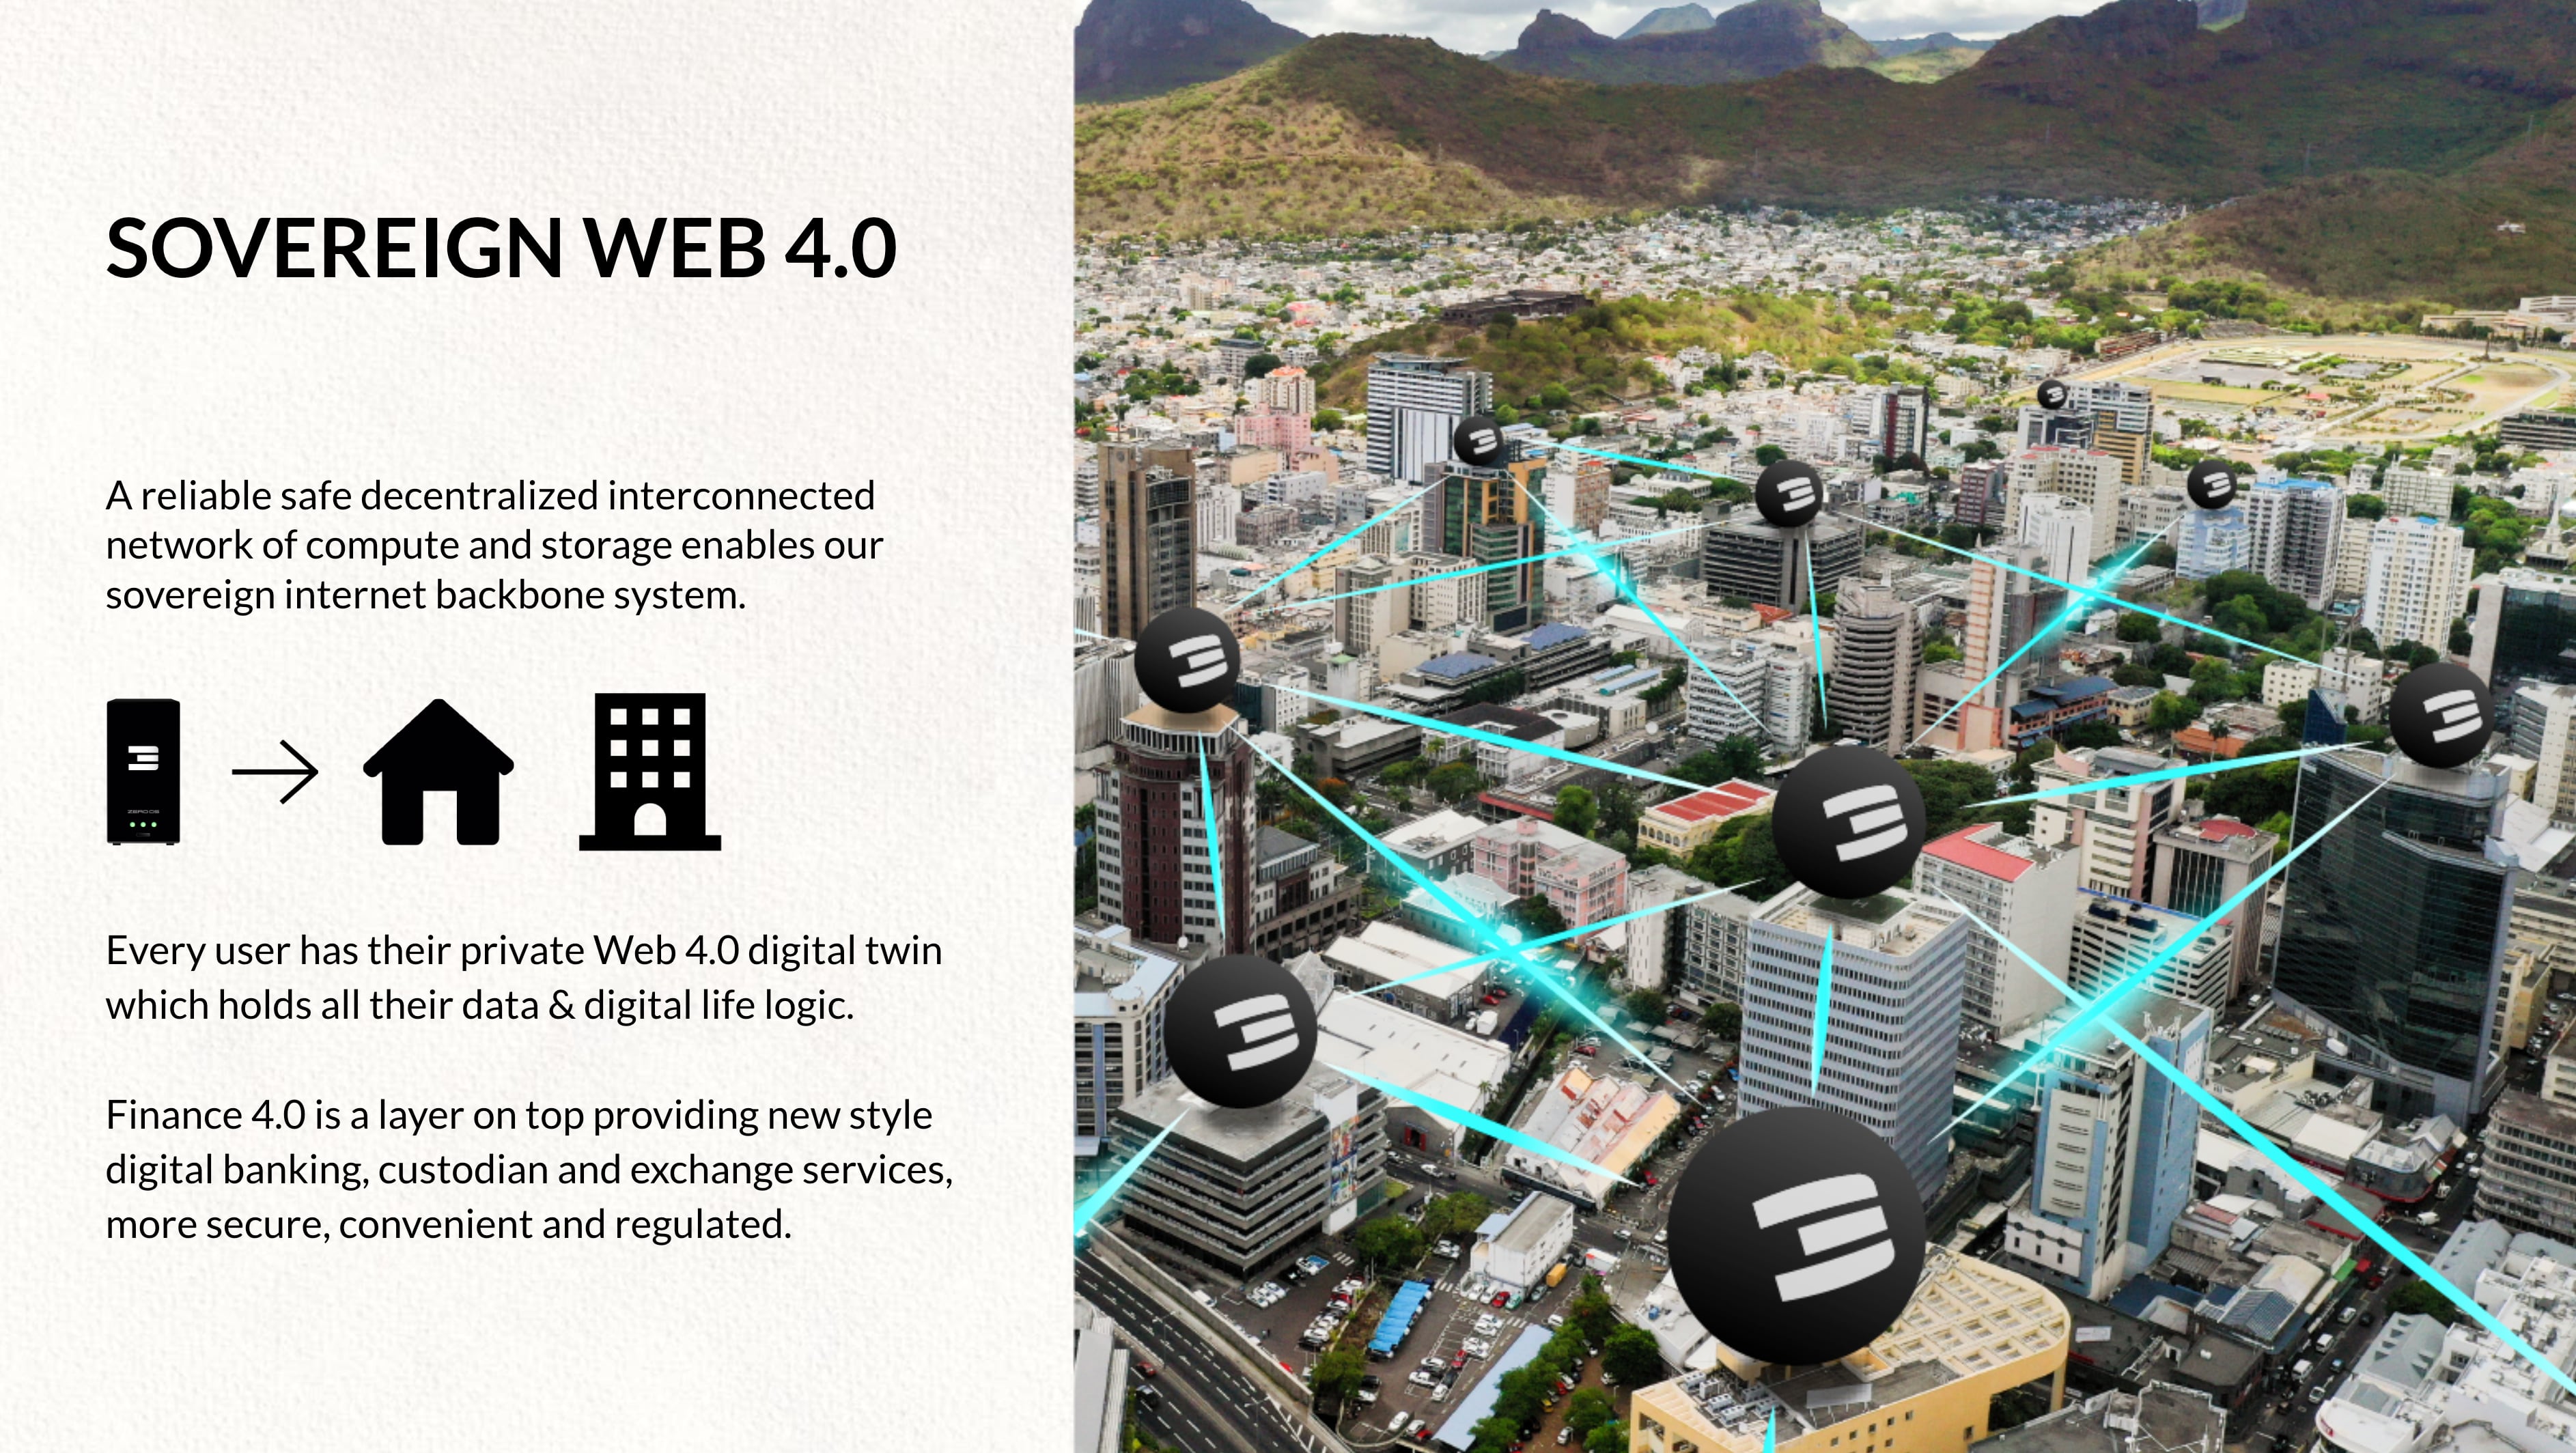 SOVEREIGN WEB 4.0
A reliable safe decentralized interconnected
network of compute and storage enables our
sovereign internet backbone system.
ZERO OS
Every user has their private Web 4.0 digital twin
which holds all their data & digital life logic.
Finance 4.0 is a layer on top providing new style
digital banking, custodian and exchange services,
more secure, convenient and regulated.